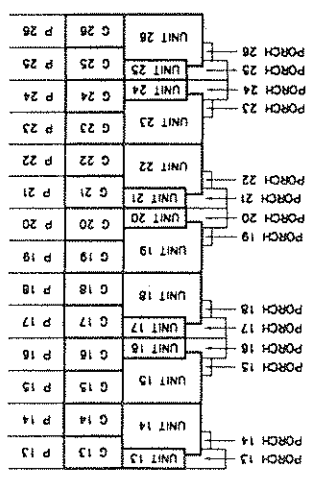 PORCH 13 UNIT 13 G 13 P 13
PORCH 14 UNIT 14 G 14 P 14
PORCH 15 UNIT 15 G 15 P 15
PORCH 16 UNIT 16 G 16 P 16
PORCH 17 UNIT 17 G 17 P 17
PORCH 18 UNIT 18 G 18 P 18
PORCH 19 UNIT 19 G 19 P 19
PORCH 20 UNIT 20 G 20 P 20
PORCH 21 UNIT 21 G 21 P 21
PORCH 22 UNIT 22 G 22 P 22
PORCH 23 UNIT 23 G 23 P 23
PORCH 24 UNIT 24 G 24 P 24
PORCH 25 UNIT 25 G 25 P 25
PORCH 26 UNIT 26 G 26 P 26